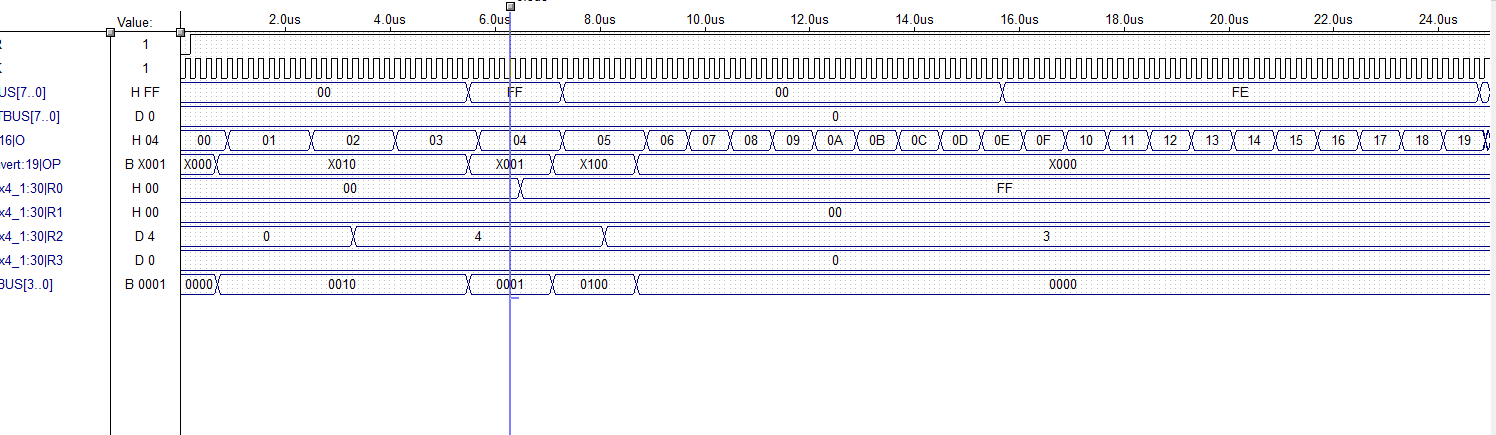 Value:
2.0us 4.0us 6.0us 8.0us 10.0us 12.0us 14.0us 16.0us 18.0us 20.0us 22.0us 24.0us
1
1
US[7..0] H FF 00 FF 00 FE
TBUS[7..0] D 0 0
16|O H 04 00 01 02 03 04 05 06 07 08 09 0A 0B 0C 0D 0E 0F 10 11 12 13 14 15 16 17 18 19
vert:19|OP B X001 X000 X010 X001 X100 X000
x4_1:30|R0 H 00 00 FF
x4_1:30|R1 H 00 00
x4_1:30|R2 D 4 0 4 3
x4_1:30|R3 D 0 0
BUS[3..0] B 0001 0000 0010 0001 0100 0000